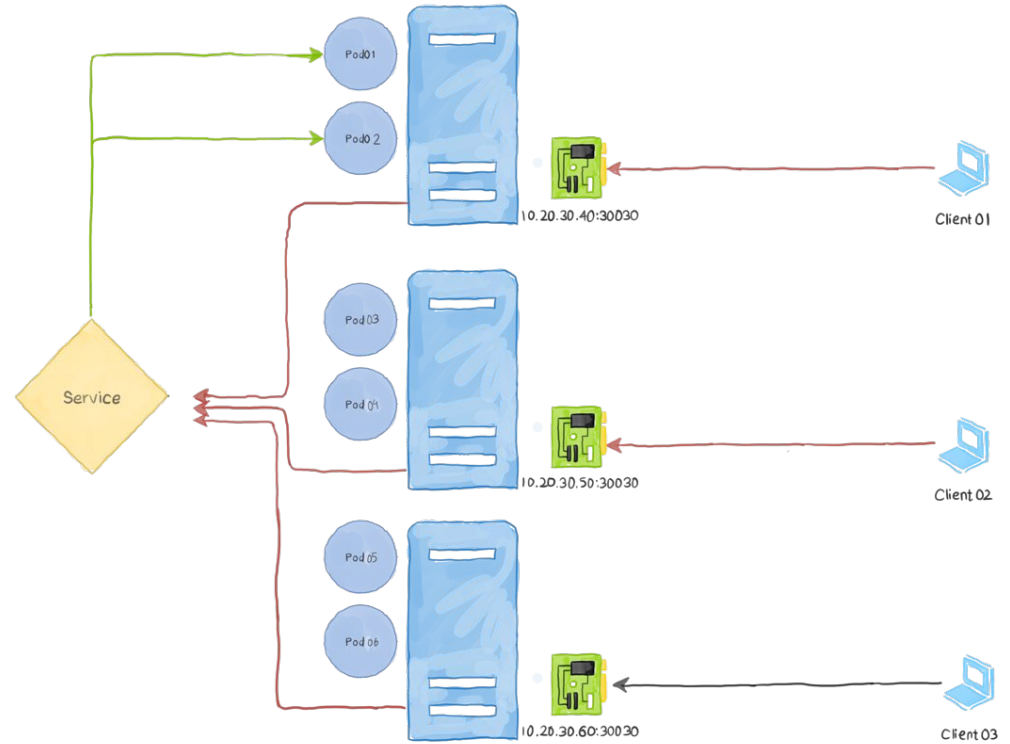 Pod01
Pod02
10.20.30.40:30030
Client 01
Pod03
Service
Pod04
10.20.30.50:30030
Client 02
Pod05
Pod06
10.20.30.60:30030
Client 03